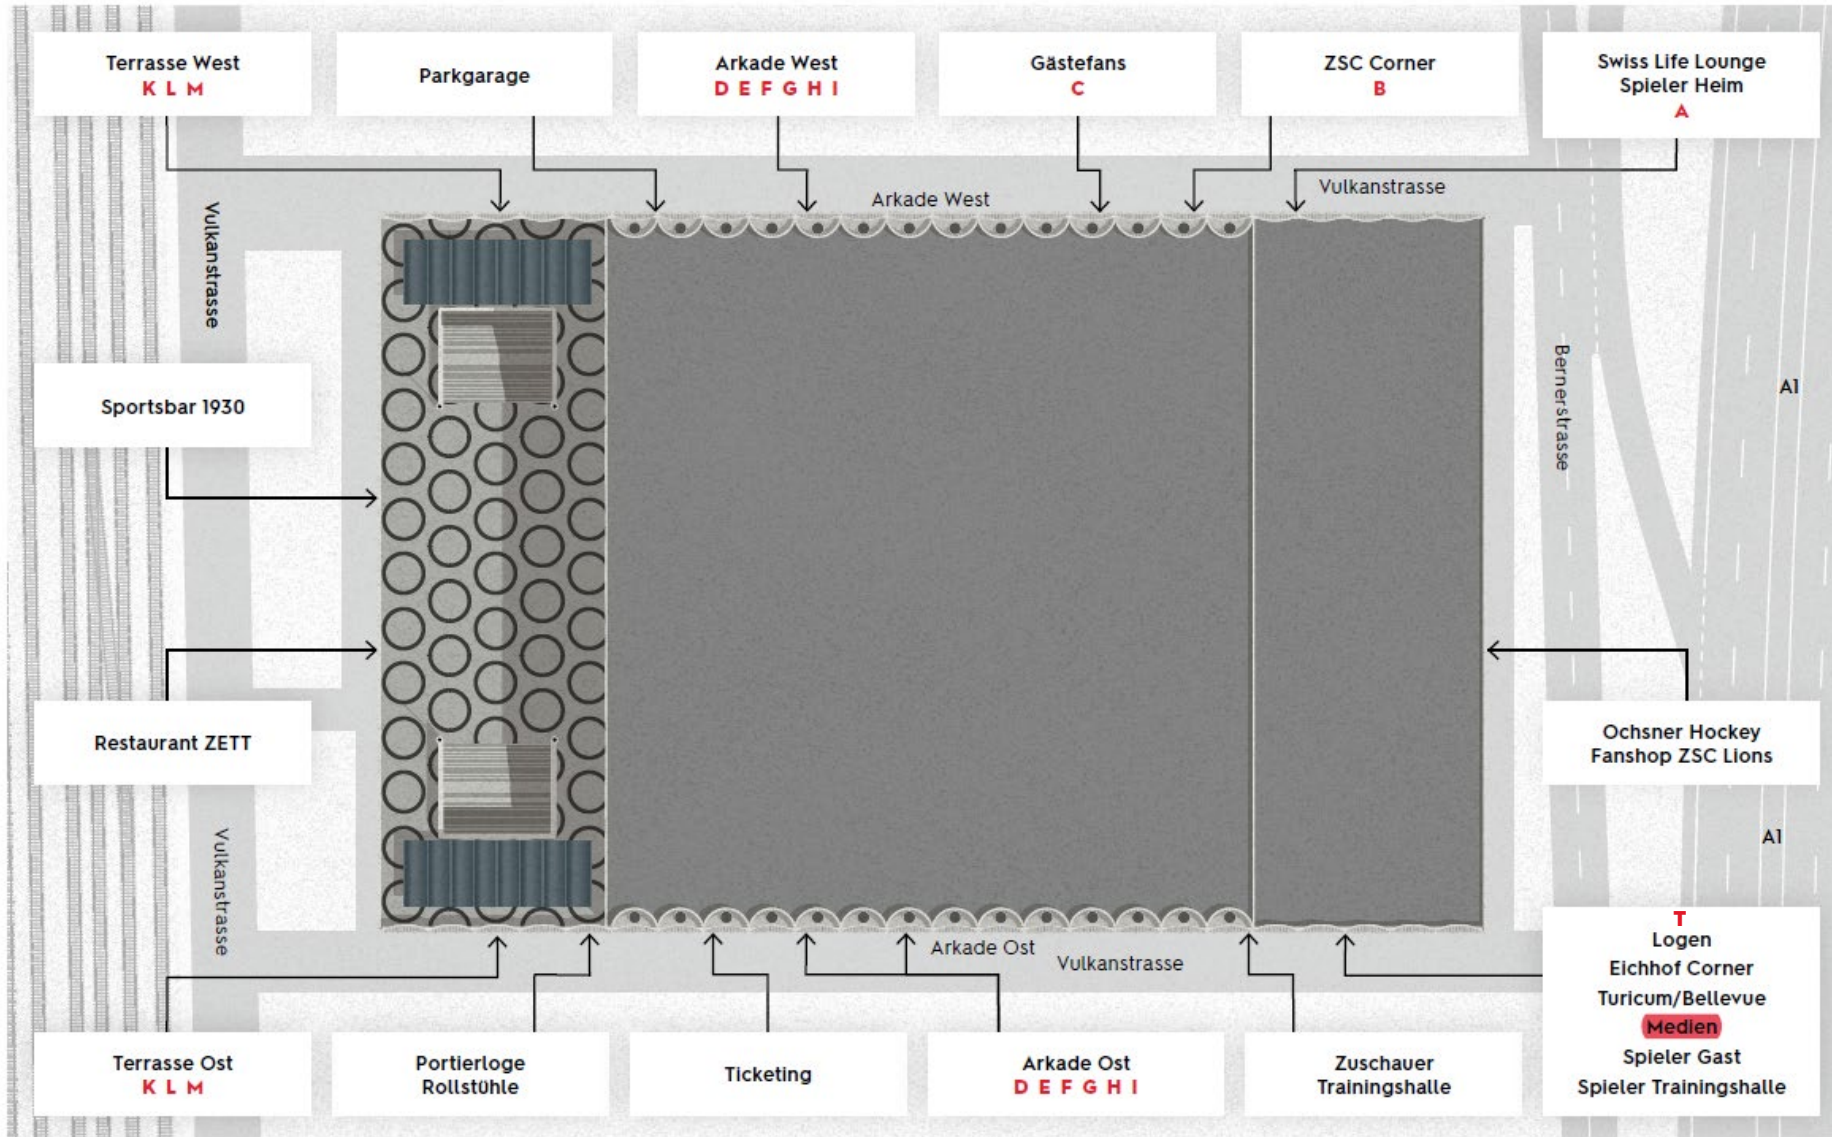 Terrasse West
K L M
Parkgarage
Arkade West
D E F G H I
Gästefans
C
ZSC Corner
B
Swiss Life Lounge
Spieler Heim
A
Arkade West
Vulkanstrasse
Vulkanstrasse
Sportsbar 1930
Bernerstrasse
A1
Restaurant ZETT
Ochsner Hockey
Fanshop ZSC Lions
Vulkanstrasse
A1
Arkade Ost
Vulkanstrasse
Terrasse Ost
K L M
Portierloge
Rollstühle
Ticketing
Arkade Ost
D E F G H I
Zuschauer
Trainingshalle
T
Logen
Eichhof Corner
Turicum/Bellevue
Medien
Spieler Gast
Spieler Trainingshalle